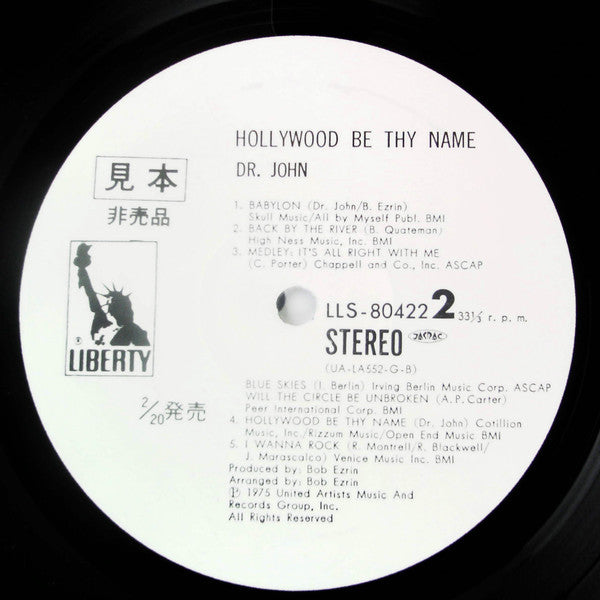 HOLLYWOOD BE THY NAME
DR. JOHN
見本
非売品
1. BABYLON (Dr. John/B. Ezrin)
Skull Music/All by Myself Publ. BMI
2. BACK BY THE RIVER (B. Quateman)
High Ness Music, Inc. BMI
3. MEDLEY: IT'S ALL RIGHT WITH ME
(C. Porter) Chappell and Co., Inc. ASCAP
LIBERTY
LLS-80422 2 33⅓ r. p. m.
STEREO JASRAC
(UA-LA552-G-B)
2/20発売
BLUE SKIES (I. Berlin) Irving Berlin Music Corp. ASCAP
WILL THE CIRCLE BE UNBROKEN (A. P. Carter)
Peer International Corp. BMI
4. HOLLYWOOD BE THY NAME (Dr. John) Cotillion
Music, Inc./Rizzum Music/Open End Music BMI
5. I WANNA ROCK (R. Montrell/R. Blackwell/
J. Marascalco) Venice Music Inc. BMI
Produced by: Bob Ezrin
Arranged by: Bob Ezrin
Ⓟ 1975 United Artists Music And
Records Group, Inc.
All Rights Reserved